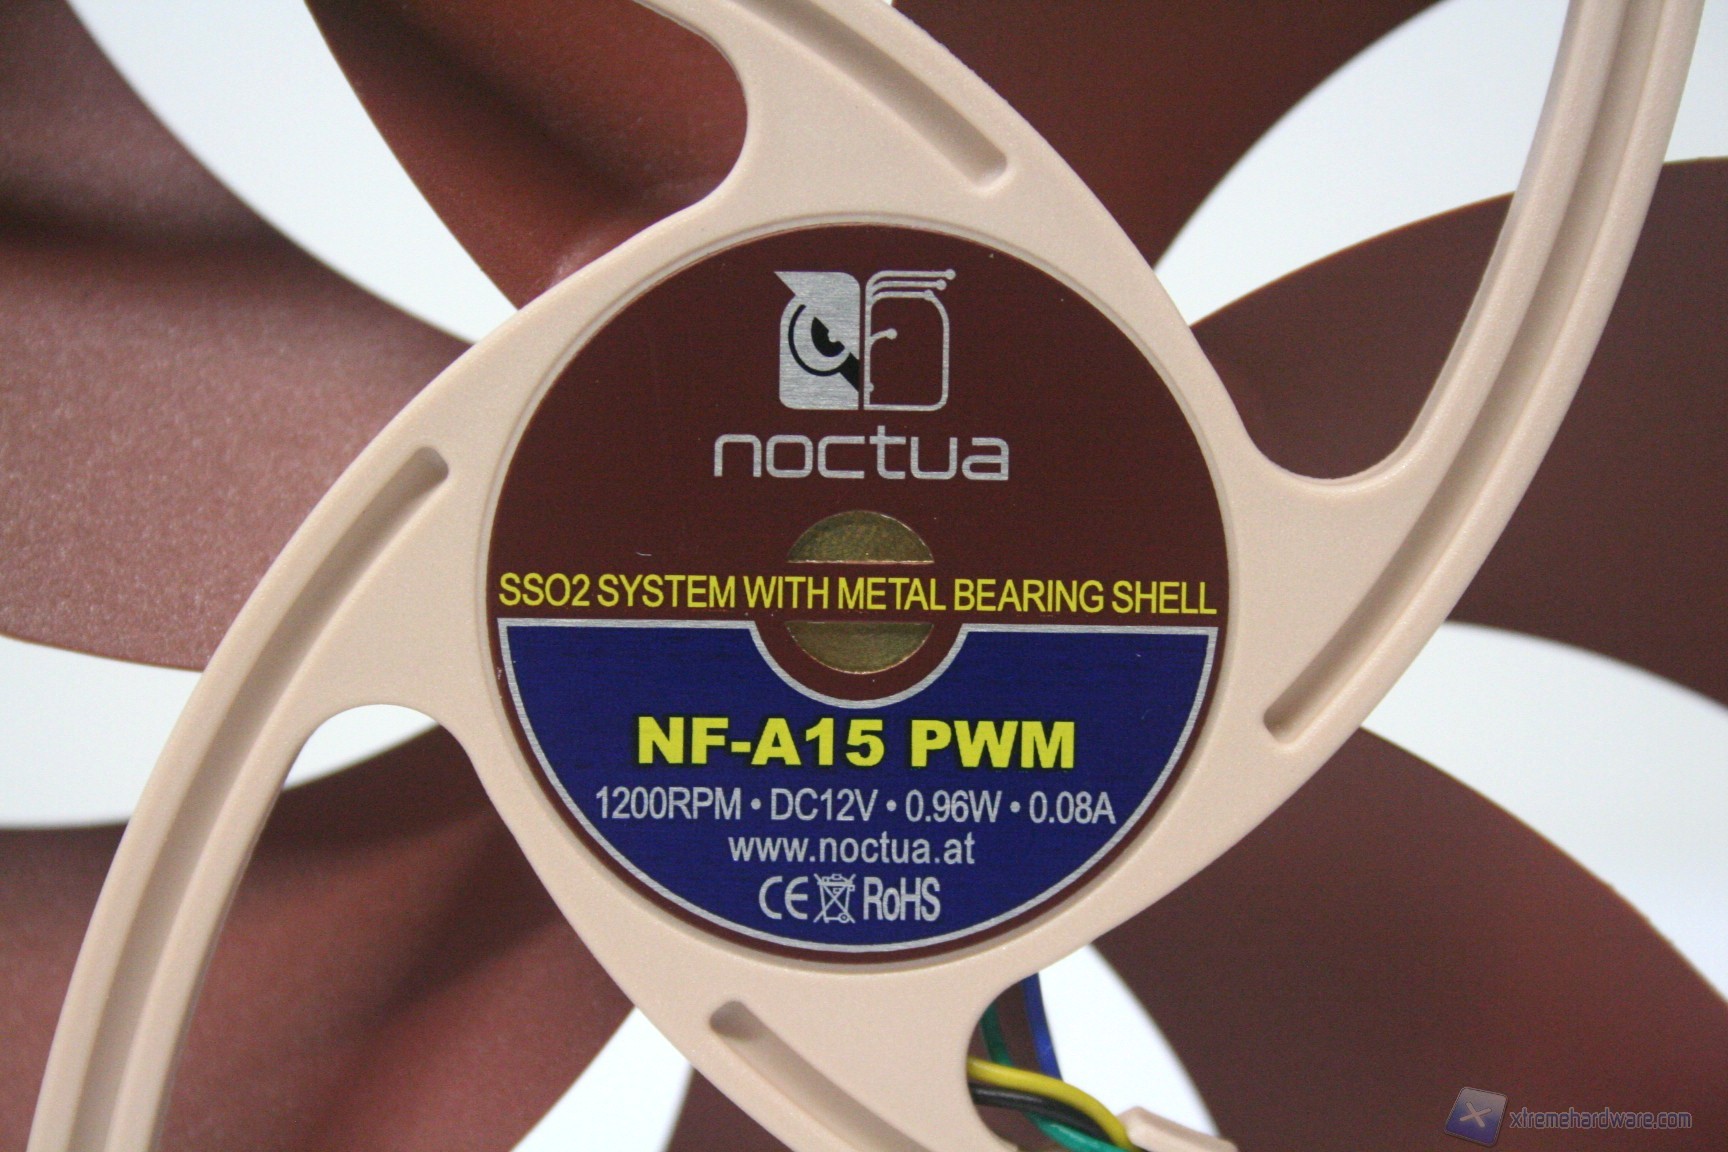 noctua
SSO2 SYSTEM WITH METAL BEARING SHELL
NF-A15 PWM
1200RPM • DC12V • 0.96W • 0.08A
www.noctua.at
CE RoHS
xtremehardware.com